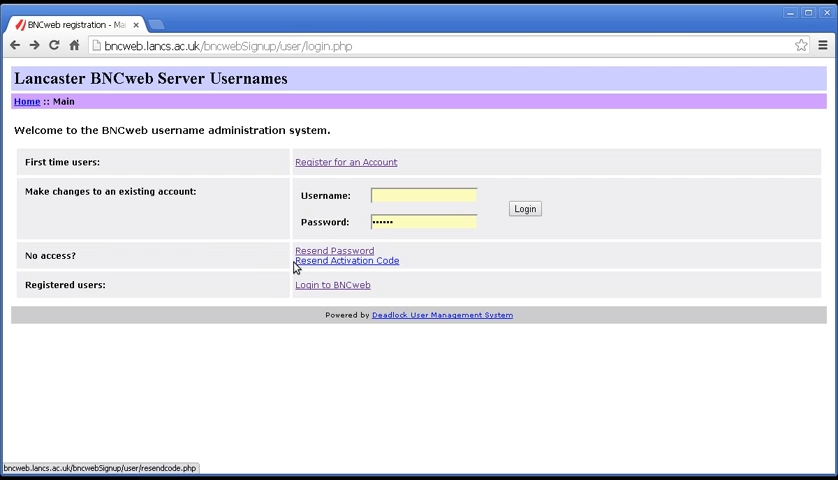 BNCweb registration - Mai
bncweb.lancs.ac.uk/bncwebSignup/user/login.php
Lancaster BNCweb Server Usernames
Home :: Main
Welcome to the BNCweb username administration system.
First time users: Register for an Account
Make changes to an existing account: Username:
Login
Password: ••••••
No access? Resend Password
Resend Activation Code
Registered users: Login to BNCweb
Powered by Deadlock User Management System
bncweb.lancs.ac.uk/bncwebSignup/user/resendcode.php